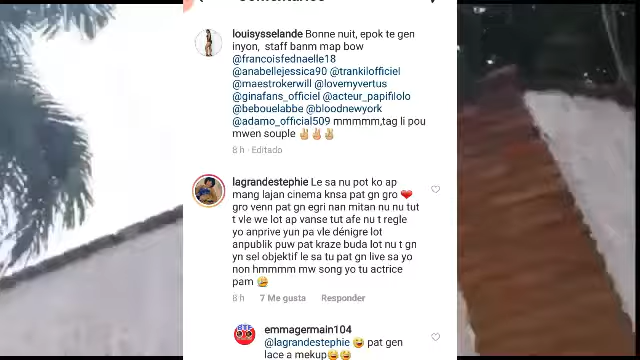 louisysselande Bonne nuit, epok te gen
inyon, staff banm map bow
@francoisfednaelle18
@anabellejessica90 @trankilofficiel
@maestrokerwill @lovemyvertus
@ginafans_officiel @acteur_papifilolo
@bebouelabbe @bloodnewyork
@adamo_official509 mmmmm,tag li pou
mwen souple ✌🏼✌🏼✌🏼
8 h · Editado
lagrandestephie Le sa nu pot ko ap
mang lajan cinema knsa pat gn gro ❤️
gro venn pat gn egri nan mitan nu nu tut
t vle we lot ap vanse tut afe nu t regle
yo anprive yun pa vle dénigre lot
anpublik puw pat kraze buda lot nu t gn
yn sel objektif le sa tu pat gn live sa yo
non hmmmm mw song yo tu actrice
pam 😂
8 h 7 Me gusta Responder
emmagermain104
@lagrandestephie 😂 pat gen
lace a mekup😂😂